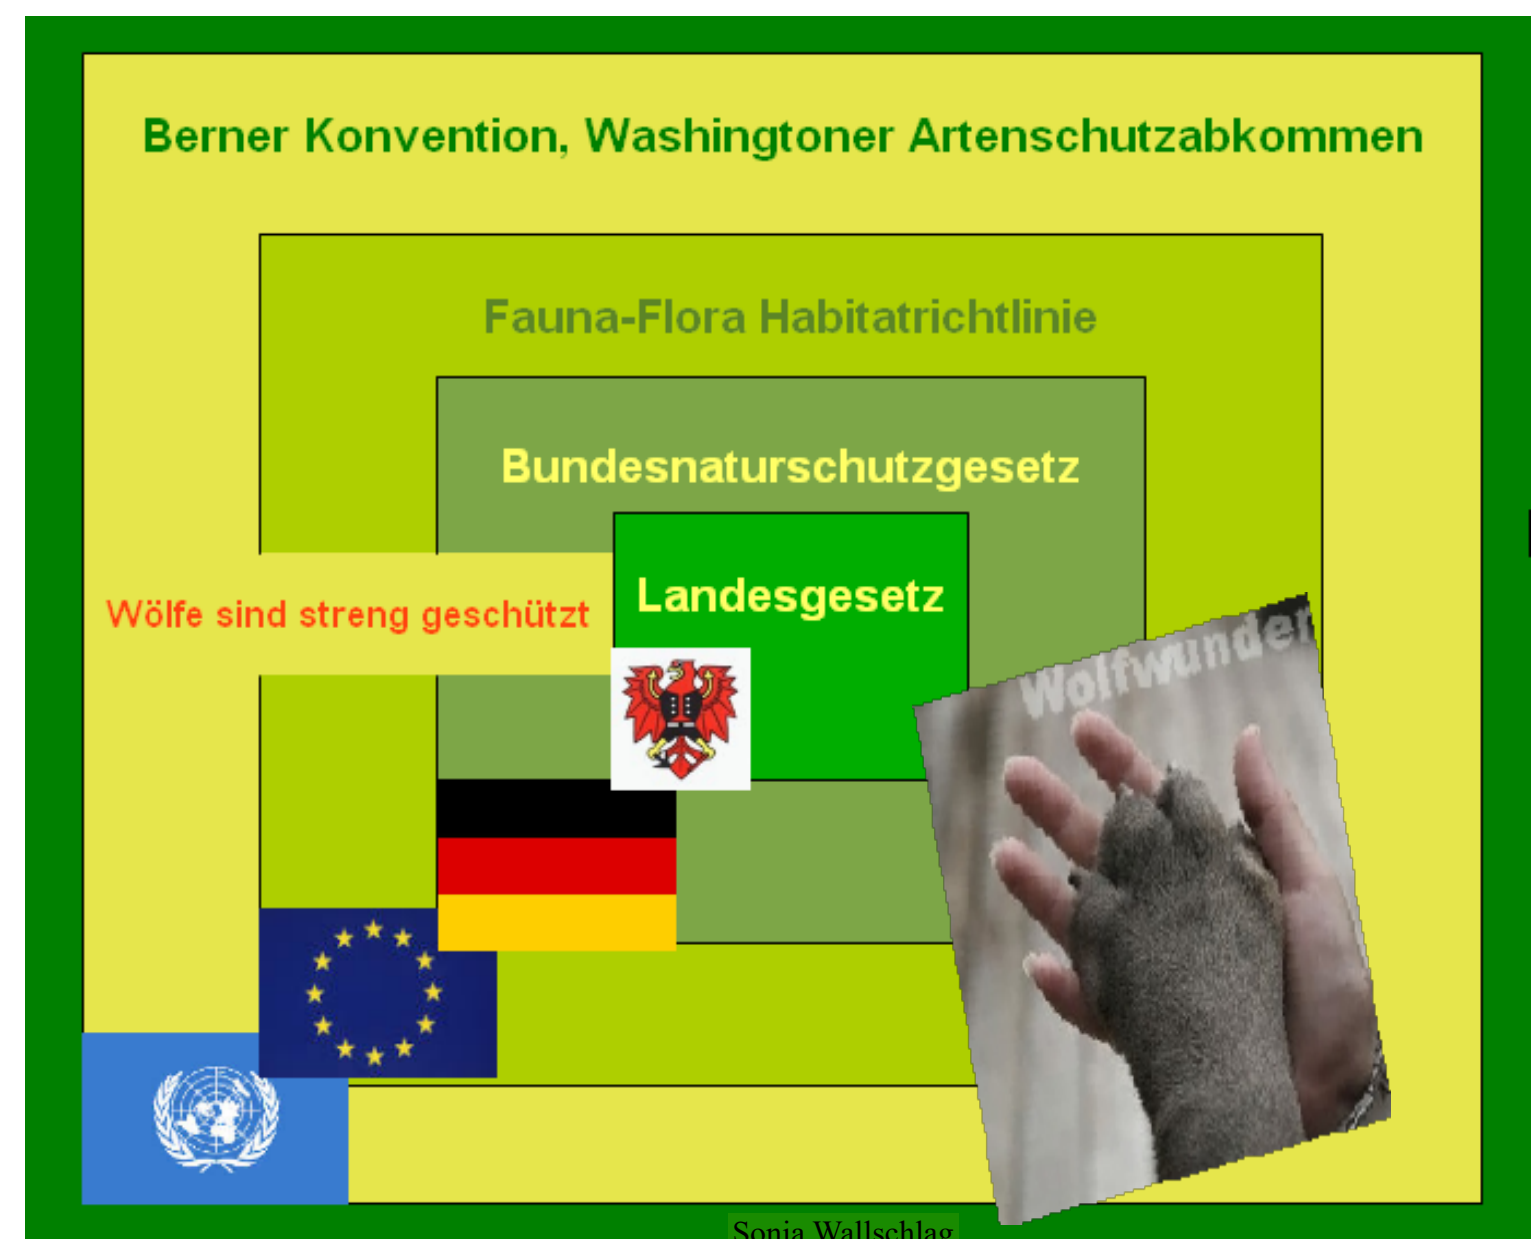 Berner Konvention, Washingtoner Artenschutzabkommen
Fauna-Flora Habitatrichtlinie
Bundesnaturschutzgesetz
Landesgesetz
Wölfe sind streng geschützt
Wolfwunder
Sonja Wallschlag